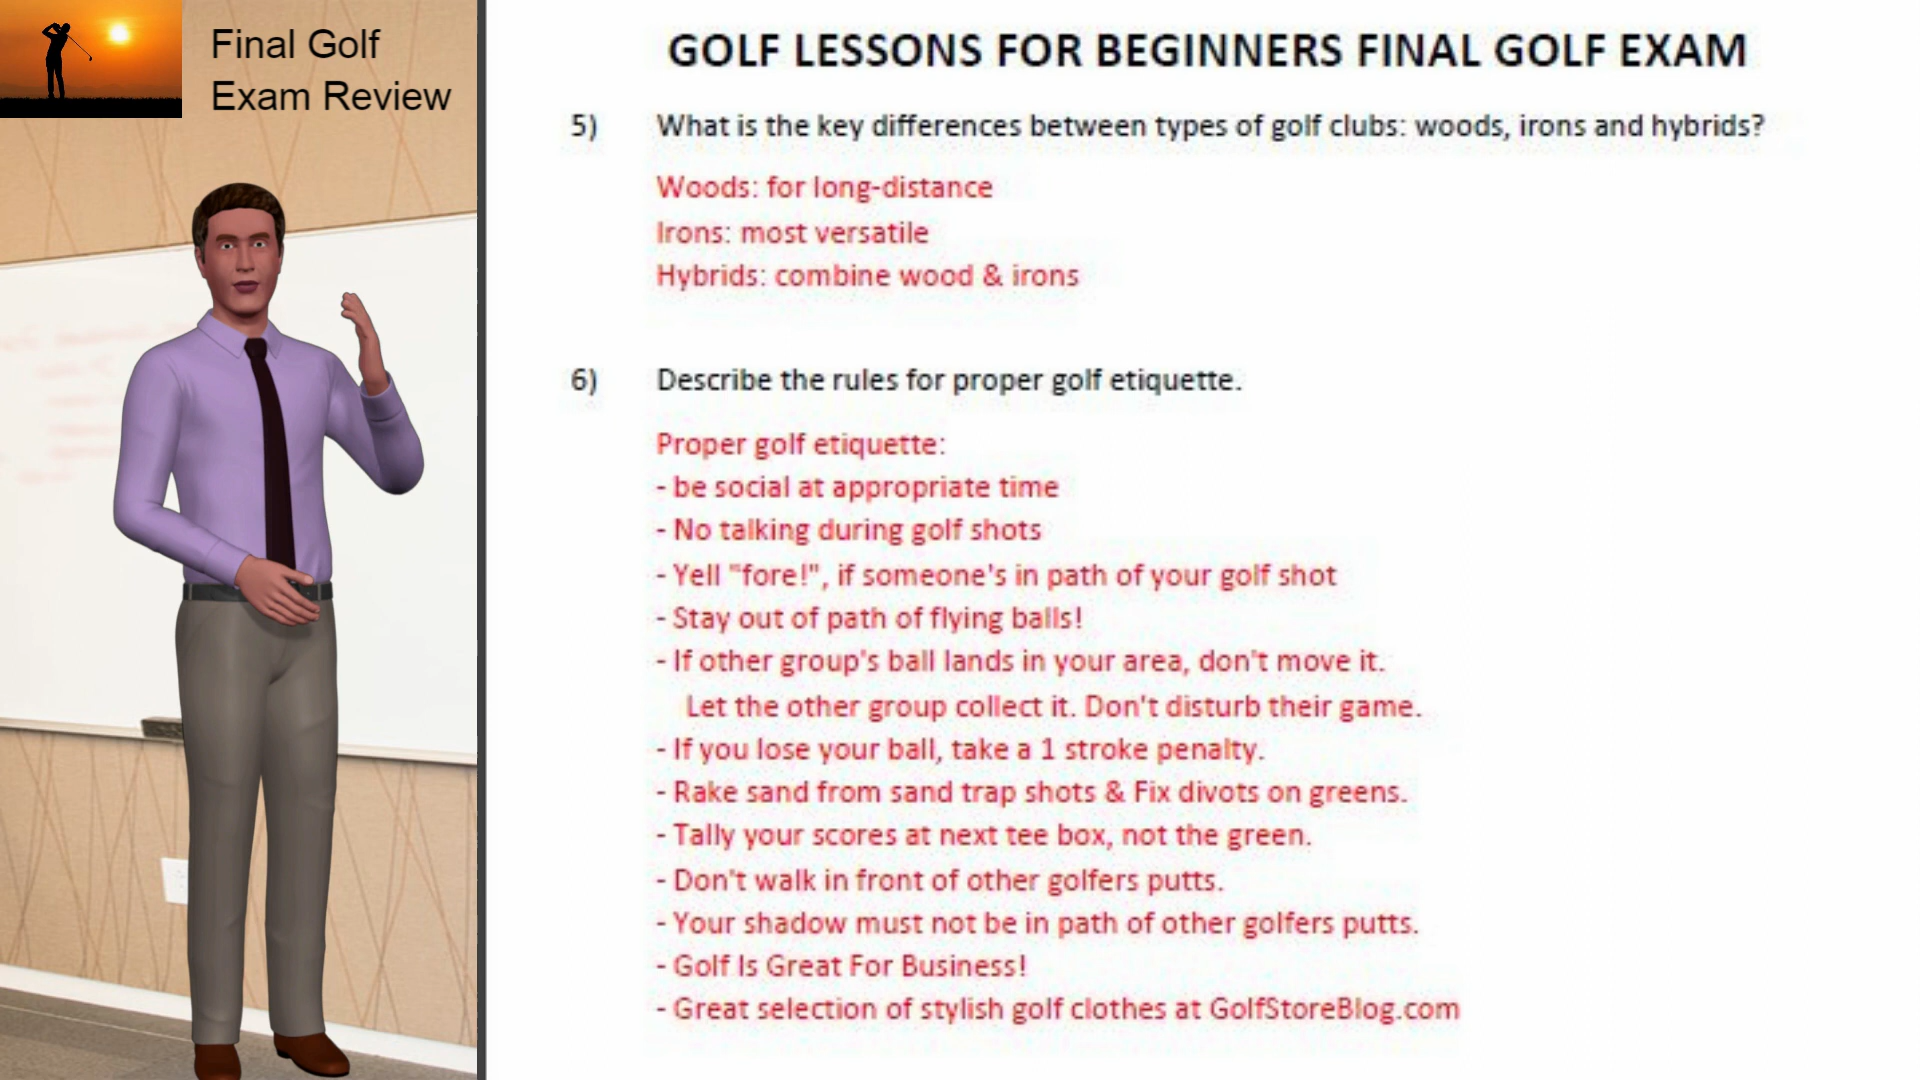 Final Golf
Exam Review
GOLF LESSONS FOR BEGINNERS FINAL GOLF EXAM
5) What is the key differences between types of golf clubs: woods, irons and hybrids?
Woods: for long-distance
Irons: most versatile
Hybrids: combine wood & irons
6) Describe the rules for proper golf etiquette.
Proper golf etiquette:
- be social at appropriate time
- No talking during golf shots
- Yell "fore!", if someone's in path of your golf shot
- Stay out of path of flying balls!
- If other group's ball lands in your area, don't move it.
Let the other group collect it. Don't disturb their game.
- If you lose your ball, take a 1 stroke penalty.
- Rake sand from sand trap shots & Fix divots on greens.
- Tally your scores at next tee box, not the green.
- Don't walk in front of other golfers putts.
- Your shadow must not be in path of other golfers putts.
- Golf Is Great For Business!
- Great selection of stylish golf clothes at GolfStoreBlog.com